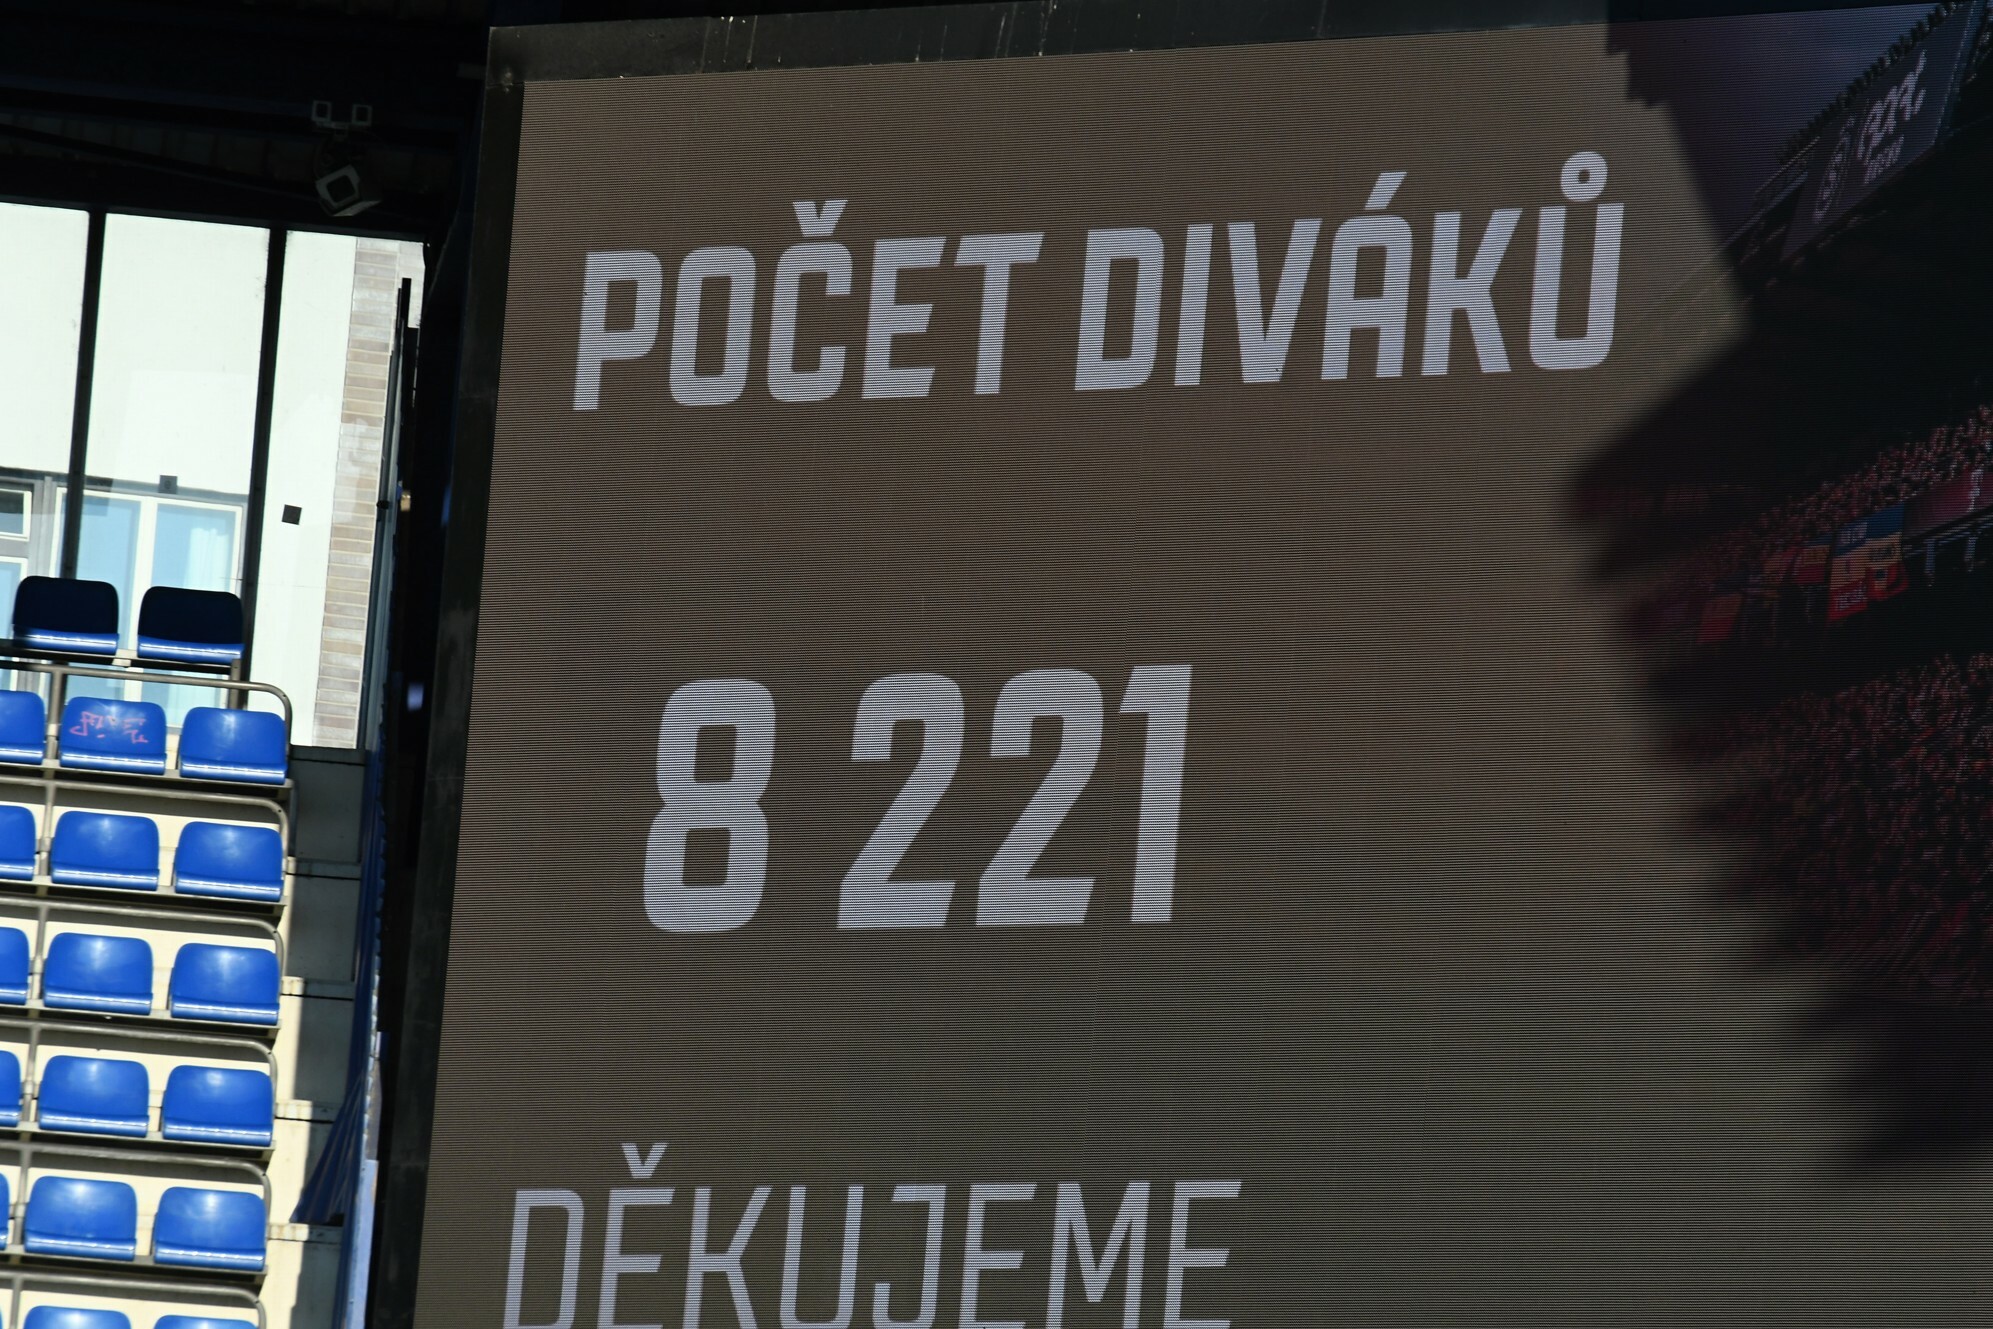 POČET DIVÁKŮ
8 221
DĚKUJEME